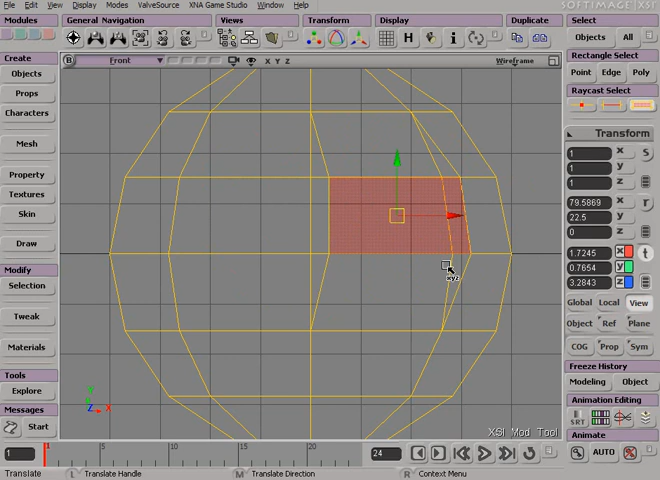 File Edit View Display Modes ValveSource XNA Game Studio Window Help SOFTIMAGE|XSI
Modules General Navigation Views Transform Display Duplicate Select
H i Objects All
B Front X Y Z Wireframe
Create Rectangle Select
Objects Point Edge Poly
Props Raycast Select
Characters
Mesh Transform
1 x S
1 y
Property 1 z
Textures 79.5869 x r
Skin 22.5 y
0 z
Draw 1.7245 x t
0.7654 y
Modify 3.2843 z
Selection xyz
Global Local View
Tweak Object Ref Plane
Materials COG Prop Sym
Tools Freeze History
Explore Modeling Object
Messages Y Z X Animation Editing
Start XSI Mod Tool SRT
Animate
1 1 5 10 15 20 24 AUTO
Translate L Translate Handle M Translate Direction R Context Menu